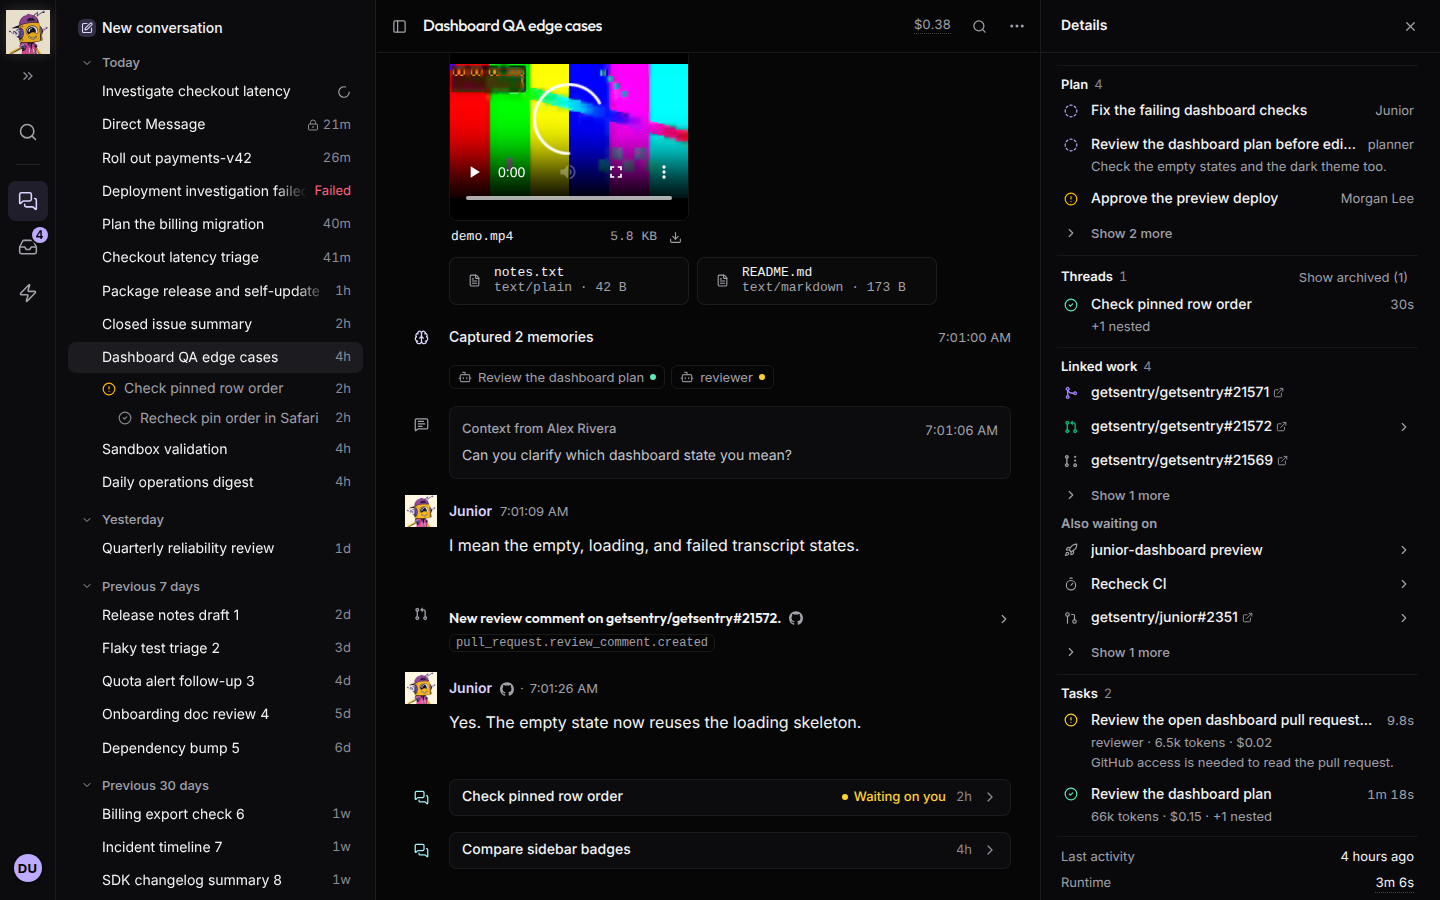 New conversation
Today
Investigate checkout latency
Direct Message 21m
Roll out payments-v42 26m
Deployment investigation failed Failed
Plan the billing migration 40m
Checkout latency triage 41m
Package release and self-update 1h
Closed issue summary 2h
Dashboard QA edge cases 4h
Check pinned row order 2h
Recheck pin order in Safari 2h
Sandbox validation 4h
Daily operations digest 4h
Yesterday
Quarterly reliability review 1d
Previous 7 days
Release notes draft 1 2d
Flaky test triage 2 3d
Quota alert follow-up 3 4d
Onboarding doc review 4 5d
Dependency bump 5 6d
Previous 30 days
Billing export check 6 1w
Incident timeline 7 1w
SDK changelog summary 8 1w
4
DU
Dashboard QA edge cases $0.38
0:00
demo.mp4 5.8 KB
notes.txt
text/plain · 42 B
README.md
text/markdown · 173 B
Captured 2 memories 7:01:00 AM
Review the dashboard plan
reviewer
Context from Alex Rivera 7:01:06 AM
Can you clarify which dashboard state you mean?
Junior 7:01:09 AM
I mean the empty, loading, and failed transcript states.
New review comment on getsentry/getsentry#21572.
pull_request.review_comment.created
Junior · 7:01:26 AM
Yes. The empty state now reuses the loading skeleton.
Check pinned row order Waiting on you 2h
Compare sidebar badges 4h
Details
Plan 4
Fix the failing dashboard checks Junior
Review the dashboard plan before edi... planner
Check the empty states and the dark theme too.
Approve the preview deploy Morgan Lee
Show 2 more
Threads 1 Show archived (1)
Check pinned row order 30s
+1 nested
Linked work 4
getsentry/getsentry#21571
getsentry/getsentry#21572
getsentry/getsentry#21569
Show 1 more
Also waiting on
junior-dashboard preview
Recheck CI
getsentry/junior#2351
Show 1 more
Tasks 2
Review the open dashboard pull request... 9.8s
reviewer · 6.5k tokens · $0.02
GitHub access is needed to read the pull request.
Review the dashboard plan 1m 18s
66k tokens · $0.15 · +1 nested
Last activity 4 hours ago
Runtime 3m 6s